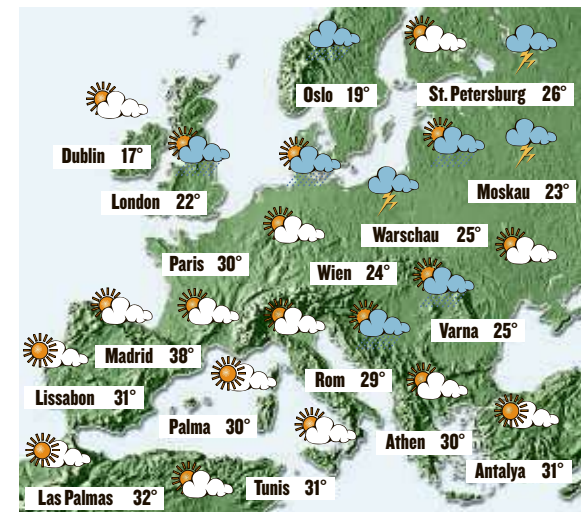 Oslo 19°
St. Petersburg 26°
Dublin 17°
Moskau 23°
London 22°
Warschau 25°
Paris 30°
Wien 24°
Varna 25°
Madrid 38°
Rom 29°
Lissabon 31°
Palma 30°
Athen 30°
Antalya 31°
Las Palmas 32°
Tunis 31°